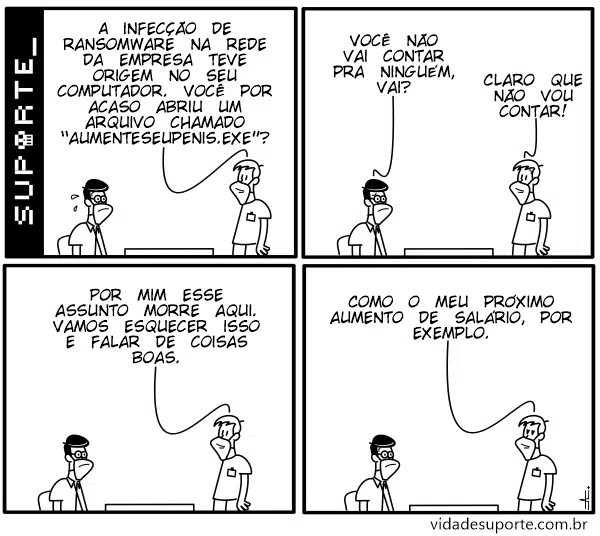 SUPORTE_
A INFECÇÃO DE
RANSOMWARE NA REDE
DA EMPRESA TEVE
ORIGEM NO SEU
COMPUTADOR. VOCÊ POR
ACASO ABRIU UM
ARQUIVO CHAMADO
"AUMENTESEUPENIS.EXE"?
VOCÊ NÃO
VAI CONTAR
PRA NINGUÉM,
VAI?
CLARO QUE
NÃO VOU
CONTAR!
POR MIM ESSE
ASSUNTO MORRE AQUI.
VAMOS ESQUECER ISSO
E FALAR DE COISAS
BOAS.
COMO O MEU PRÓXIMO
AUMENTO DE SALÁRIO, POR
EXEMPLO.
vidadesuporte.com.br